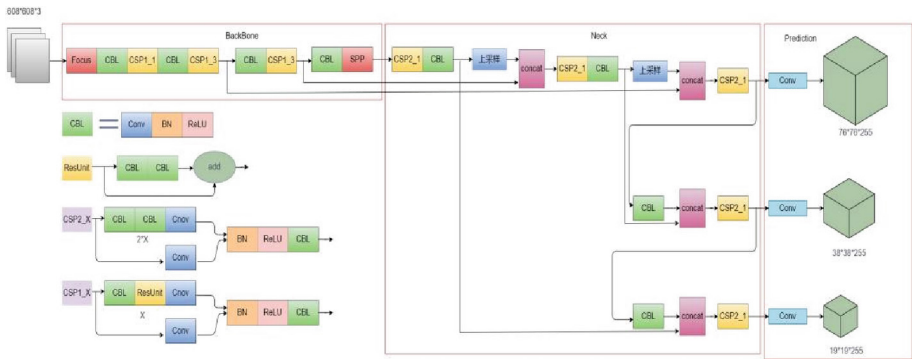 608*608*3
BackBone
Neck
Prediction
Focus CBL CSP1_1 CBL CSP1_3 CBL CSP1_3 CBL SPP CSP2_1 CBL 上采样 concat CSP2_1 CBL 上采样 concat CSP2_1 Conv
76*76*255
CBL Conv BN ReLU
ResUnit CBL CBL add
CSP2_X CBL CBL Cnov
2*X
Conv
BN ReLU CBL
CBL concat CSP2_1 Conv
38*38*255
CSP1_X CBL ResUnit Cnov
X
Conv
BN ReLU CBL
CBL concat CSP2_1 Conv
19*19*255